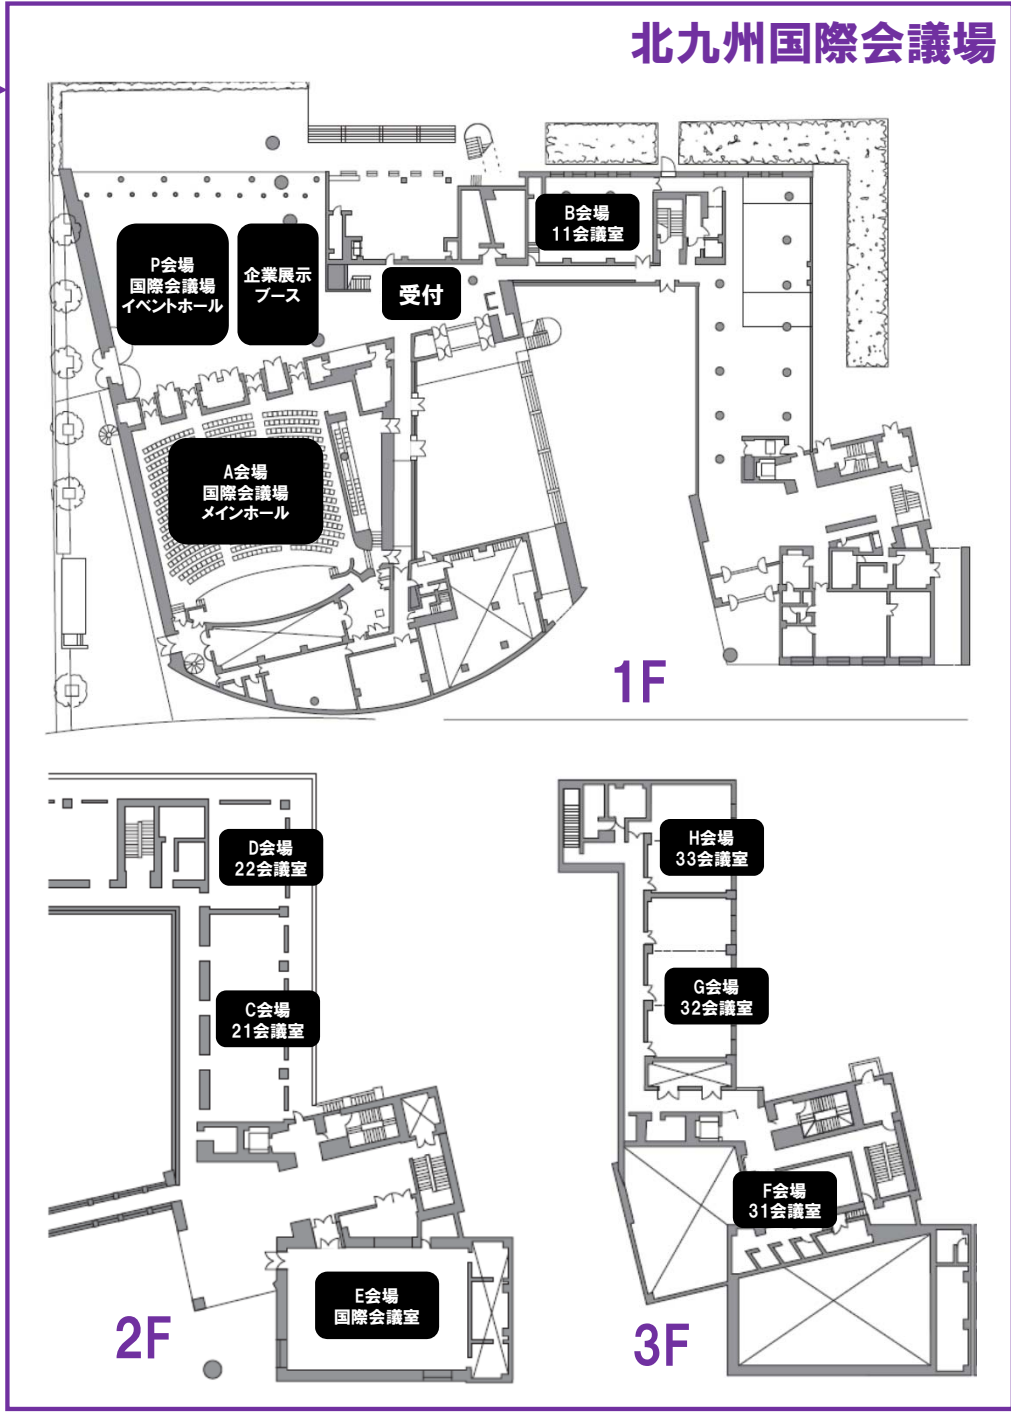 北九州国際会議場
B会場
11会議室
P会場
国際会議場
イベントホール
企業展示
ブース
受付
A会場
国際会議場
メインホール
1F
D会場
22会議室
C会場
21会議室
E会場
国際会議室
2F
H会場
33会議室
G会場
32会議室
F会場
31会議室
3F